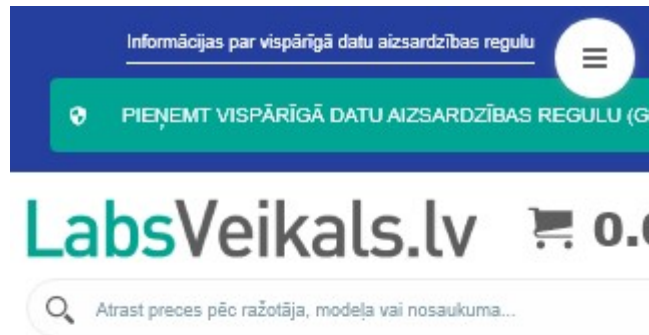 Informācijas par vispārīgā datu aizsardzības regulu
PIEŅEMT VISPĀRĪGĀ DATU AIZSARDZĪBAS REGULU (G
LabsVeikals.lv 0.
Atrast preces pēc ražotāja, modeļa vai nosaukuma...